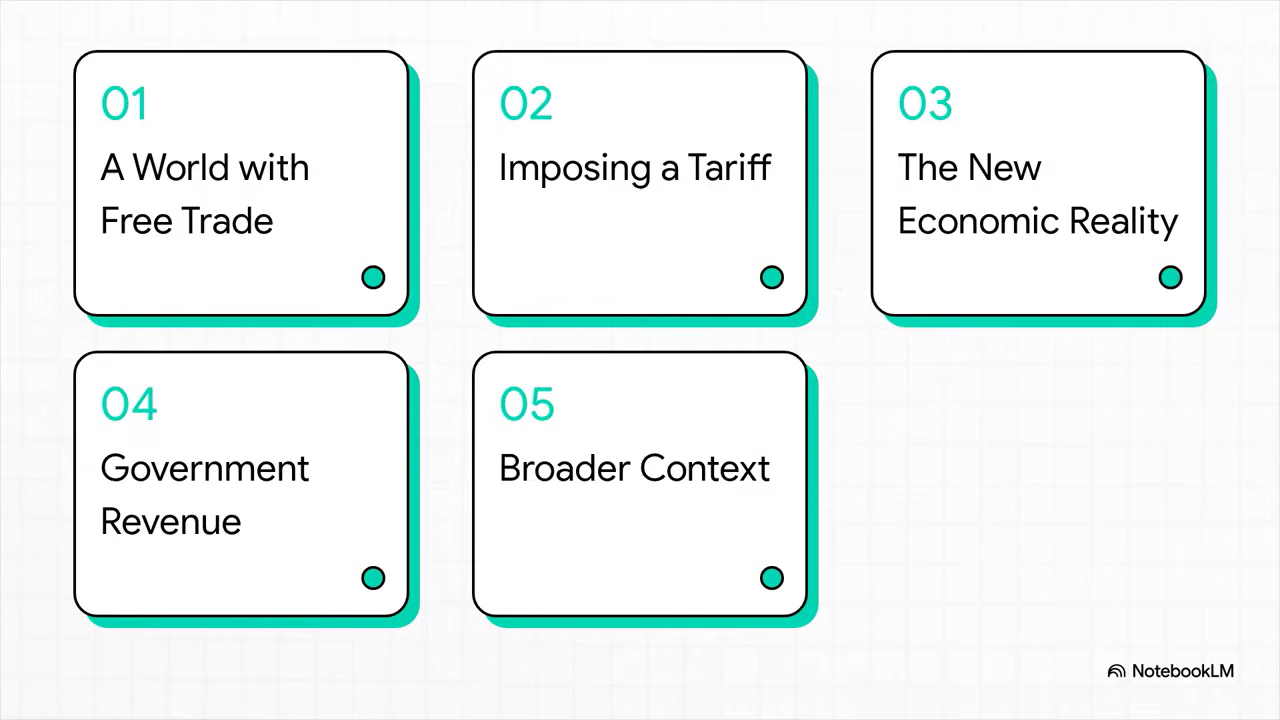 01
A World with
Free Trade
02
Imposing a Tariff
03
The New
Economic Reality
04
Government
Revenue
05
Broader Context
NotebookLM